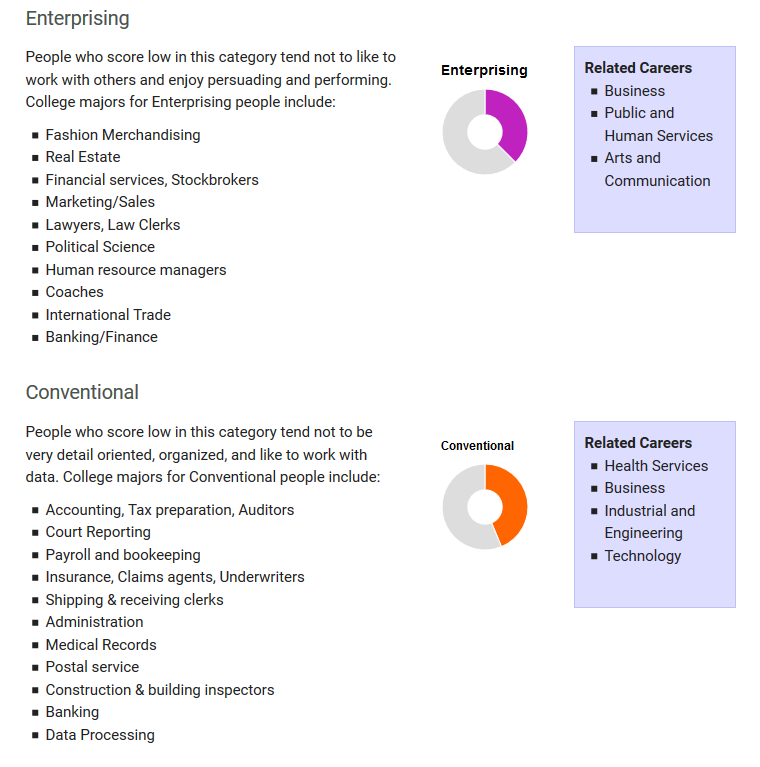 Enterprising
People who score low in this category tend not to like to
work with others and enjoy persuading and performing.
College majors for Enterprising people include:
Fashion Merchandising
Real Estate
Financial services, Stockbrokers
Marketing/Sales
Lawyers, Law Clerks
Political Science
Human resource managers
Coaches
International Trade
Banking/Finance
Enterprising
Related Careers
Business
Public and
Human Services
Arts and
Communication
Conventional
People who score low in this category tend not to be
very detail oriented, organized, and like to work with
data. College majors for Conventional people include:
Accounting, Tax preparation, Auditors
Court Reporting
Payroll and bookeeping
Insurance, Claims agents, Underwriters
Shipping & receiving clerks
Administration
Medical Records
Postal service
Construction & building inspectors
Banking
Data Processing
Conventional
Related Careers
Health Services
Business
Industrial and
Engineering
Technology